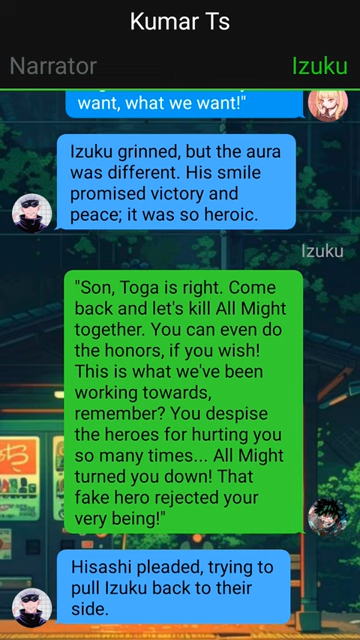 Kumar Ts
Narrator
Izuku
want, what we want!"
Izuku grinned, but the aura
was different. His smile
promised victory and
peace; it was so heroic.
Izuku
"Son, Toga is right. Come
back and let's kill All Might
together. You can even do
the honors, if you wish!
This is what we've been
working towards,
remember? You despise
the heroes for hurting you
so many times... All Might
turned you down! That
fake hero rejected your
very being!"
Hisashi pleaded, trying to
pull Izuku back to their
side.